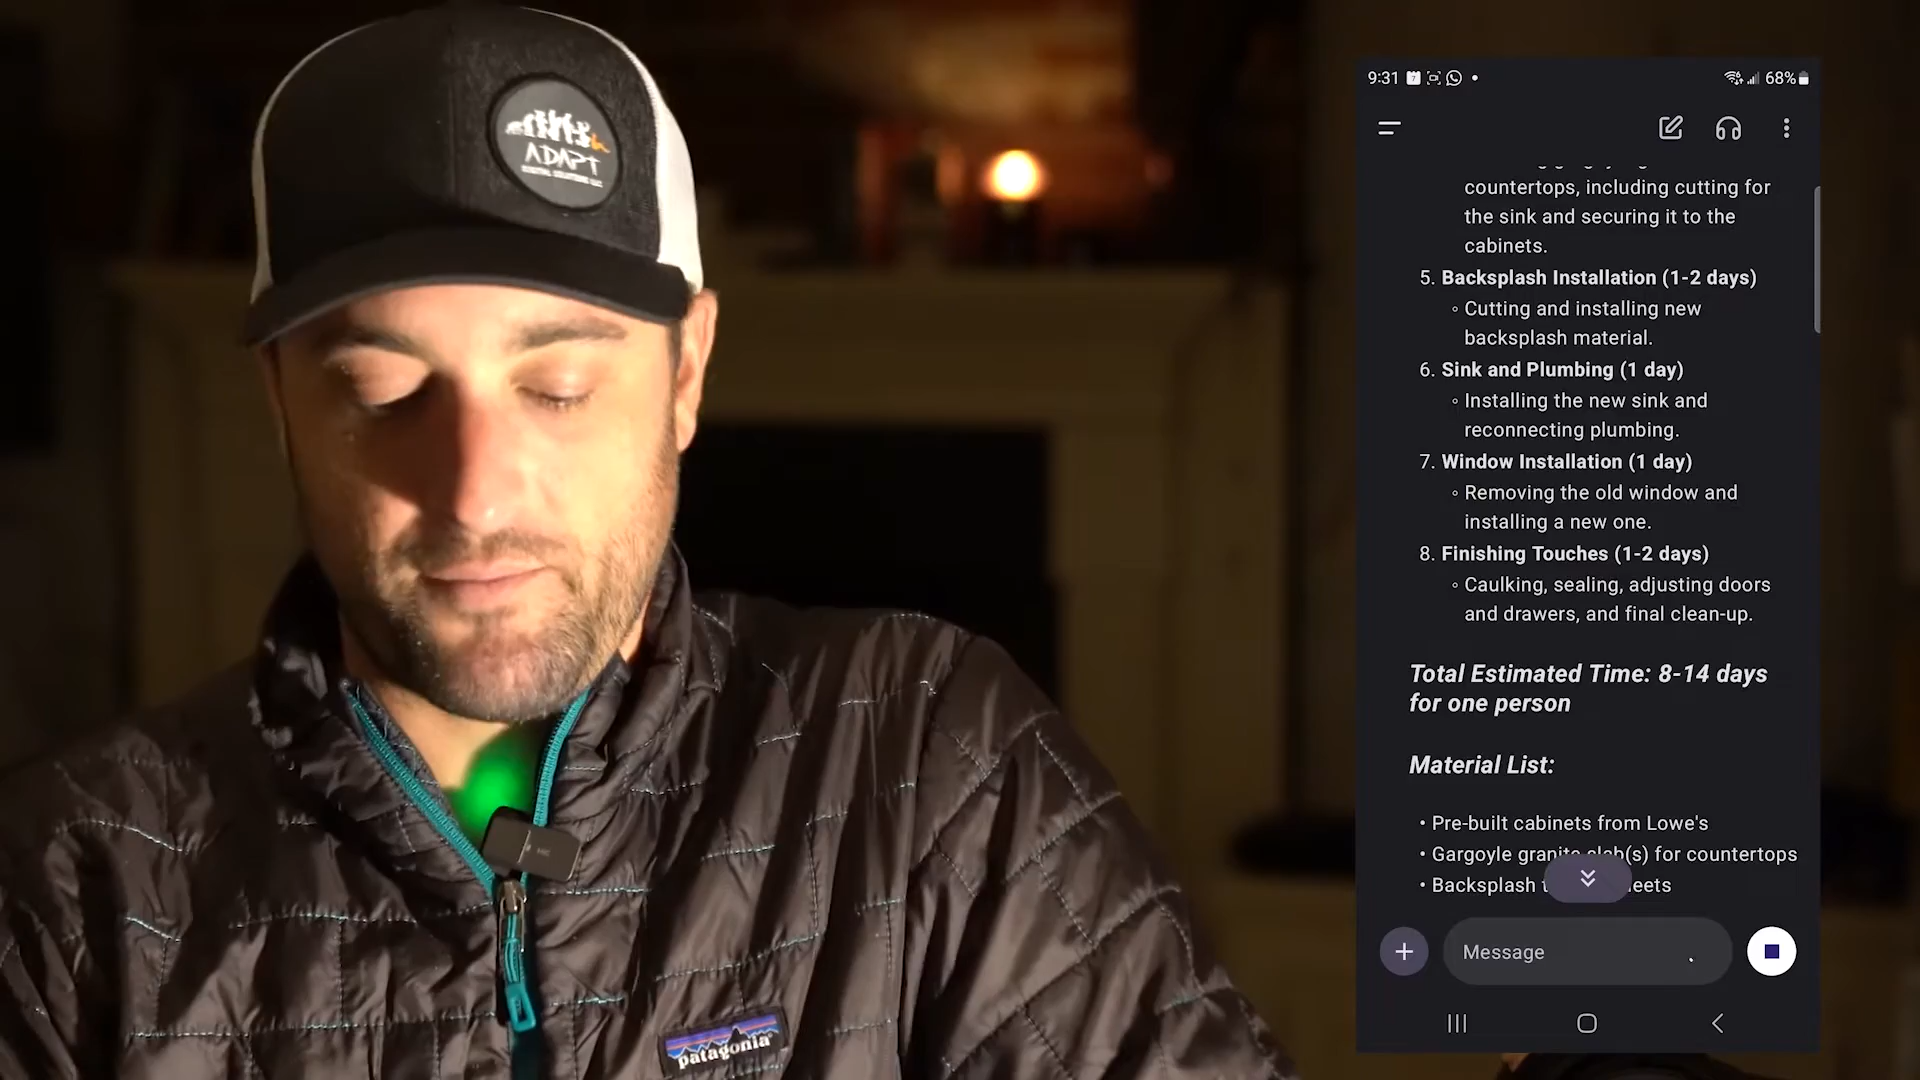 ADAPT
DIGITAL SOLUTIONS LLC
MIC
patagonia
9:31
68%
countertops, including cutting for
the sink and securing it to the
cabinets.
5. Backsplash Installation (1-2 days)
◦ Cutting and installing new
backsplash material.
6. Sink and Plumbing (1 day)
◦ Installing the new sink and
reconnecting plumbing.
7. Window Installation (1 day)
◦ Removing the old window and
installing a new one.
8. Finishing Touches (1-2 days)
◦ Caulking, sealing, adjusting doors
and drawers, and final clean-up.
Total Estimated Time: 8-14 days
for one person
Material List:
• Pre-built cabinets from Lowe's
• Gargoyle granite slab(s) for countertops
• Backsplash
Message